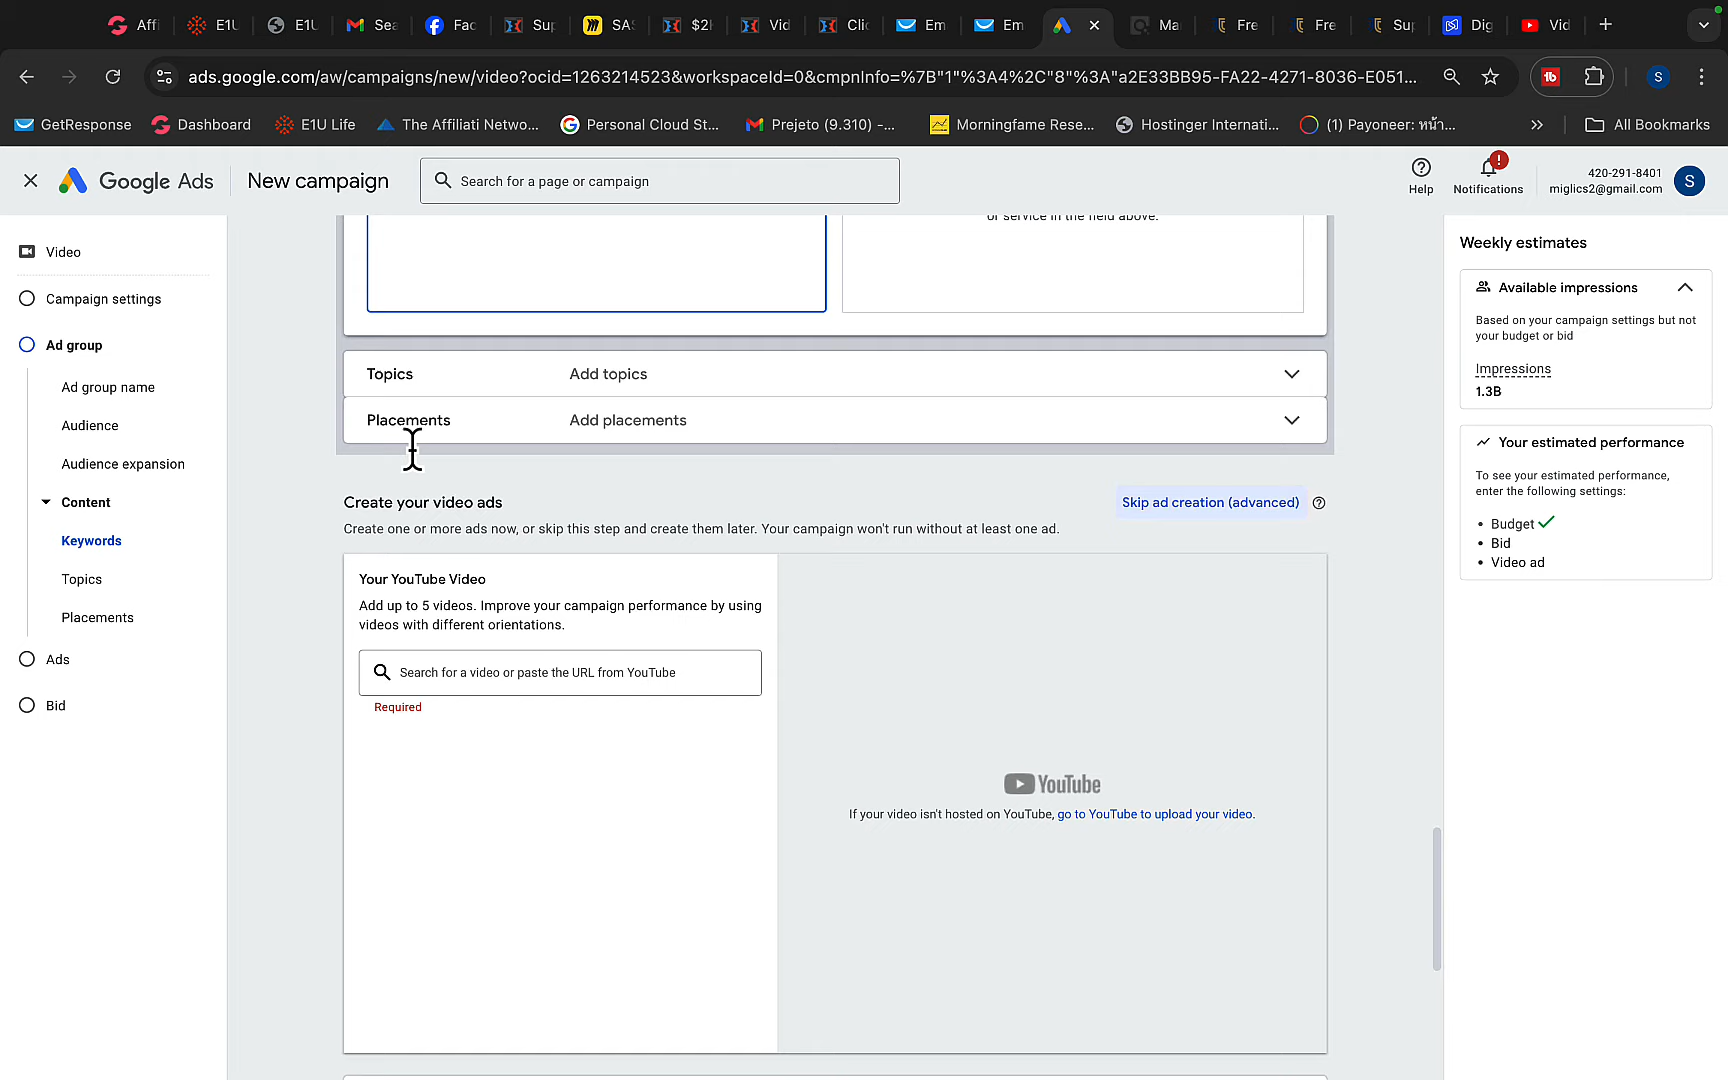 Affi
E1U
E1U
Sea
Fac
Sup
SAS
$2
Vid
Clic
Em
Em
Ma
Fre
Fre
Su
Dig
Vid
ads.google.com/aw/campaigns/new/video?ocid=1263214523&workspaceId=0&cmpnInfo=%7B"1"%3A4%2C"8"%3A"a2E33BB95-FA22-4271-8036-E051...
GetResponse
Dashboard
E1U Life
The Affiliati Netwo...
Personal Cloud St...
Prejeto (9.310) –...
Morningfame Rese...
Hostinger Internati...
(1) Payoneer: หน้า...
All Bookmarks
Google Ads
New campaign
Search for a page or campaign
Help
Notifications
420-291-8401
miglics2@gmail.com
S
Video
Campaign settings
Ad group
Ad group name
Audience
Audience expansion
Content
Keywords
Topics
Placements
Ads
Bid
or service in the field above.
Topics
Add topics
Placements
Add placements
Create your video ads
Skip ad creation (advanced)
Create one or more ads now, or skip this step and create them later. Your campaign won't run without at least one ad.
Your YouTube Video
Add up to 5 videos. Improve your campaign performance by using
videos with different orientations.
Search for a video or paste the URL from YouTube
Required
YouTube
If your video isn't hosted on YouTube, go to YouTube to upload your video.
Weekly estimates
Available impressions
Based on your campaign settings but not
your budget or bid
Impressions
1.3B
Your estimated performance
To see your estimated performance,
enter the following settings:
• Budget
• Bid
• Video ad